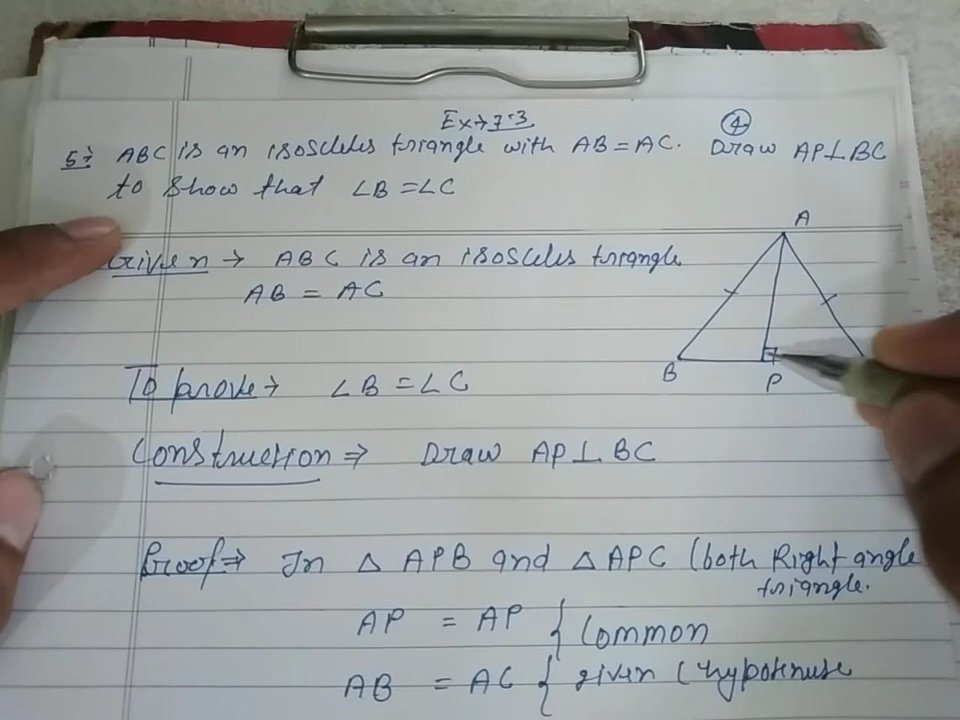 Ex→7.3
5÷ ABC is an isosceles triangle with AB=AC. Draw AP⊥BC
④
to show that ∠B=∠C
Given → ABC is an isosceles triangle
AB = AC
A
B
P
To prove → ∠B=∠C
Construction ⇒ Draw AP⊥BC
Proof ⇒ In △ APB and △APC (both Right angle
triangle.
AP = AP { Common
AB = AC { given (hypotenuse